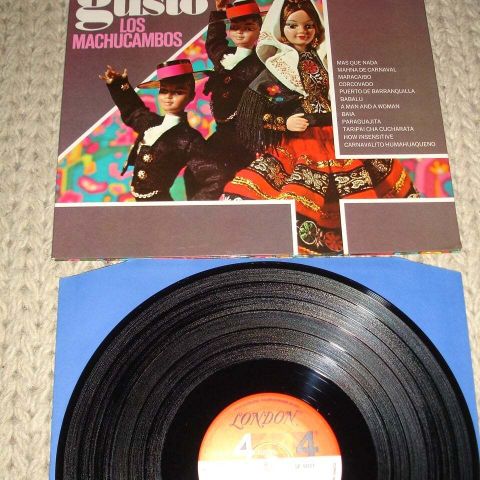 gusto
LOS
MACHUCAMBOS
MAS QUE NADA
MAHNA DE CARNAVAL
MARACAIBO
CORCOVADO
PUERTO DE BARRANQUILLA
BABALU
A MAN AND A WOMAN
BAIA
PARAGUAJITA
TARIPAI CHA CUCHARATA
HOW INSENSITIVE
CARNAVALITO HUMAHUAQUENO
LONDON
4 4